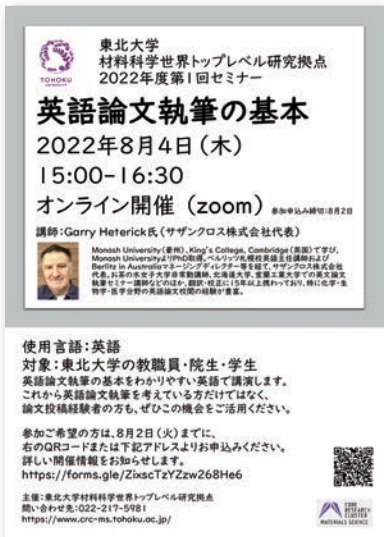 東北大学
材料科学世界トップレベル研究拠点
2022年度第1回セミナー
TOHOKU
UNIVERSITY
英語論文執筆の基本
2022年8月4日(木)
15:00-16:30
オンライン開催(zoom) 参加申込み締切:8月2日
講師:Garry Heterick氏(サザンクロス株式会社代表)
Monash University(豪州)、King's College, Cambridge(英国)で学び、
Monash UniversityよりPhD取得。ベルリッツ札幌校英語主任講師および
Berlitz in Australiaマネージングディレクター等を経て、サザンクロス株式会社
代表。お茶の水女子大学非常勤講師、北海道大学、室蘭工業大学での英文論文
執筆セミナー講師などのほか、翻訳・校正に15年以上携わっており、特に化学・生
物学・医学分野の英語論文校閲の経験が豊富。
使用言語:英語
対象:東北大学の教職員・院生・学生
英語論文執筆の基本をわかりやすい英語で講演します。
これから英語論文執筆を考えている方だけではなく、
論文投稿経験者の方も、ぜひこの機会をご活用ください。
参加ご希望の方は、8月2日(火)までに、
右のQRコードまたは下記アドレスよりお申込みください。
詳しい開催情報をお知らせします。
https://forms.gle/ZixscTzYZzw268He6
主催:東北大学材料科学世界トップレベル研究拠点
問い合わせ先:022-217-5981
https://www.crc-ms.tohoku.ac.jp/
CORE
RESEARCH
CLUSTER
MATERIALS SCIENCE